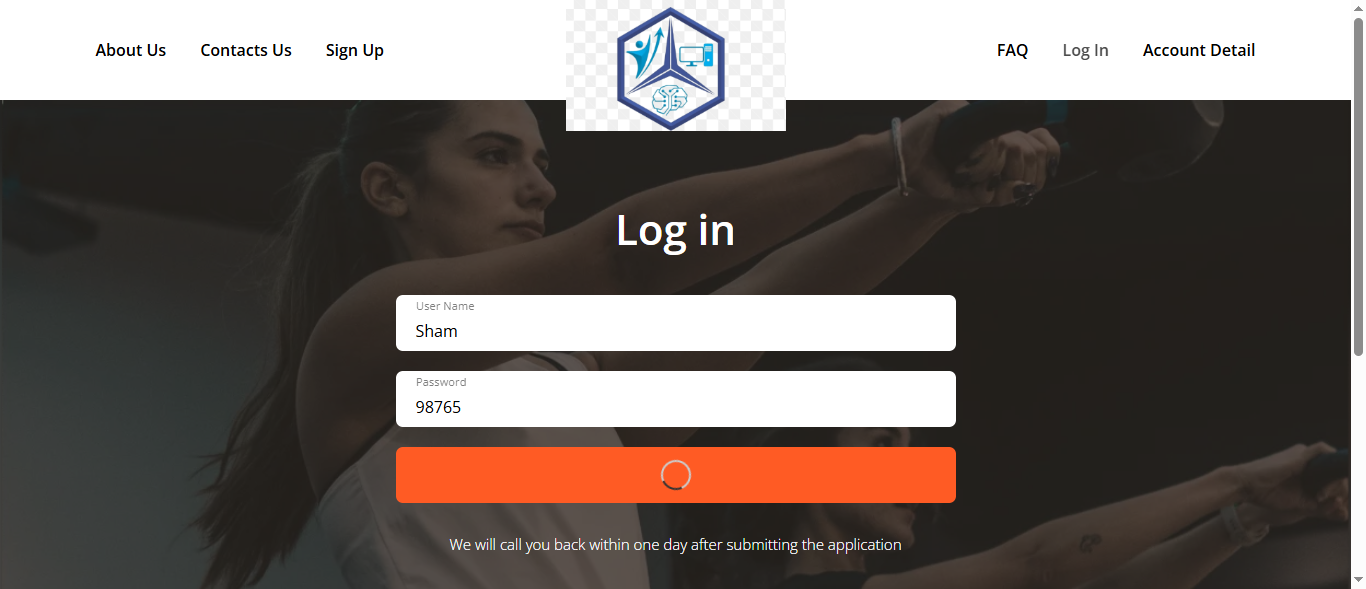 About Us
Contacts Us
Sign Up
FAQ
Log In
Account Detail
Log in
User Name
Sham
Password
98765
We will call you back within one day after submitting the application